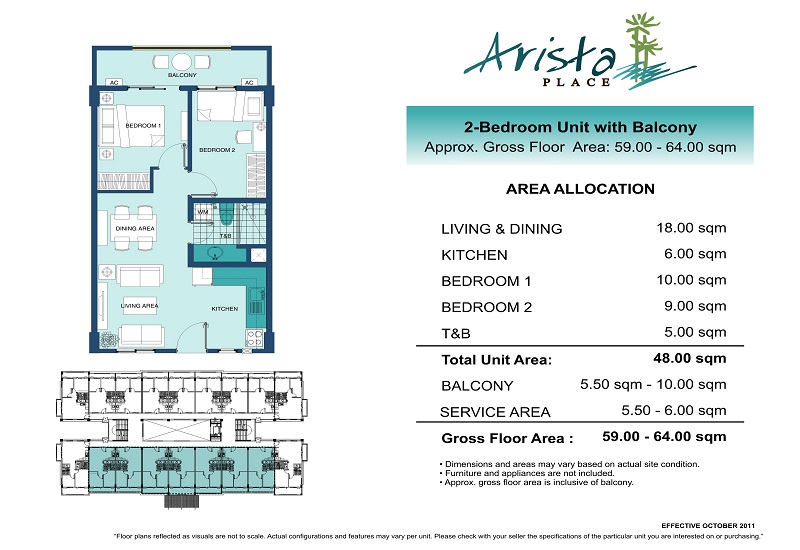 Arista
PLACE
BALCONY
AC
AC
BEDROOM 1
BEDROOM 2
WM
DINING AREA
T&B
LIVING AREA
KITCHEN
2-Bedroom Unit with Balcony
Approx. Gross Floor Area: 59.00 - 64.00 sqm
AREA ALLOCATION
LIVING & DINING 18.00 sqm
KITCHEN 6.00 sqm
BEDROOM 1 10.00 sqm
BEDROOM 2 9.00 sqm
T&B 5.00 sqm
Total Unit Area: 48.00 sqm
BALCONY 5.50 sqm - 10.00 sqm
SERVICE AREA 5.50 - 6.00 sqm
Gross Floor Area : 59.00 - 64.00 sqm
• Dimensions and areas may vary based on actual site condition.
• Furniture and appliances are not included.
• Approx. gross floor area is inclusive of balcony.
EFFECTIVE OCTOBER 2011
"Floor plans reflected as visuals are not to scale. Actual configurations and features may vary per unit. Please check with your seller the specifications of the particular unit you are interested on or purchasing."